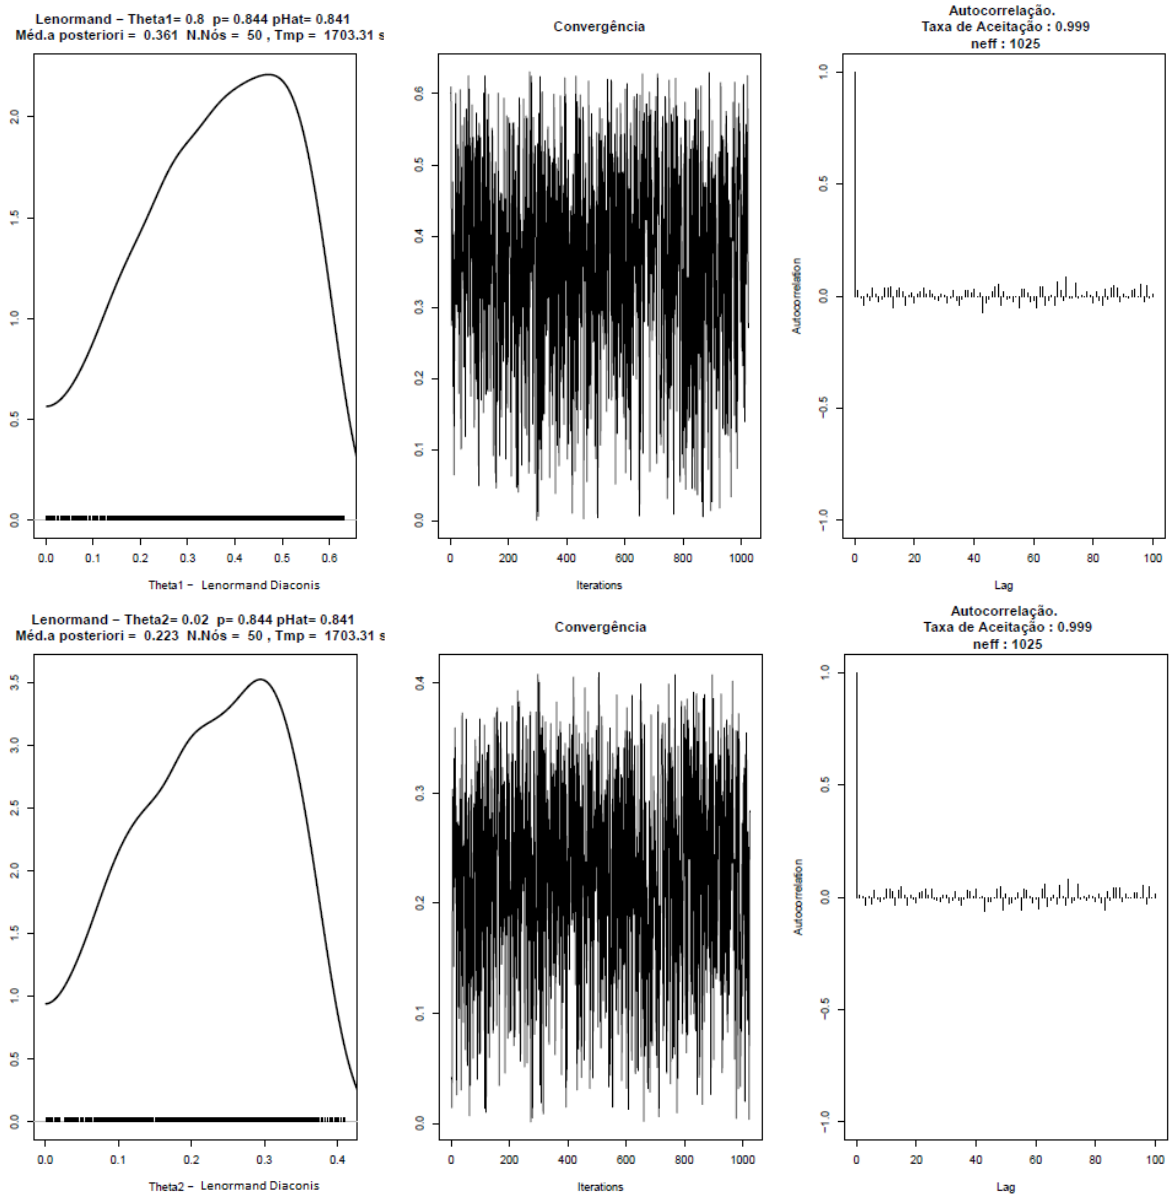 Lenormand – Theta1= 0.8 p= 0.844 pHat= 0.841
Méd.a posteriori = 0.361 N.Nós = 50 , Tmp = 1703.31 s
2.0
1.5
1.0
0.5
0.0
0.0 0.1 0.2 0.3 0.4 0.5 0.6
Theta1 – Lenormand Diaconis
Convergência
0.6
0.5
0.4
0.3
0.2
0.1
0.0
0 200 400 600 800 1000
Iterations
Autocorrelação.
Taxa de Aceitação : 0.999
neff : 1025
Autocorrelation
1.0
0.5
0.0
−0.5
−1.0
0 20 40 60 80 100
Lag
Lenormand – Theta2= 0.02 p= 0.844 pHat= 0.841
Méd.a posteriori = 0.223 N.Nós = 50 , Tmp = 1703.31 s
3.5
3.0
2.5
2.0
1.5
1.0
0.5
0.0
0.0 0.1 0.2 0.3 0.4
Theta2 – Lenormand Diaconis
Convergência
0.4
0.3
0.2
0.1
0.0
0 200 400 600 800 1000
Iterations
Autocorrelação.
Taxa de Aceitação : 0.999
neff : 1025
Autocorrelation
1.0
0.5
0.0
−0.5
−1.0
0 20 40 60 80 100
Lag